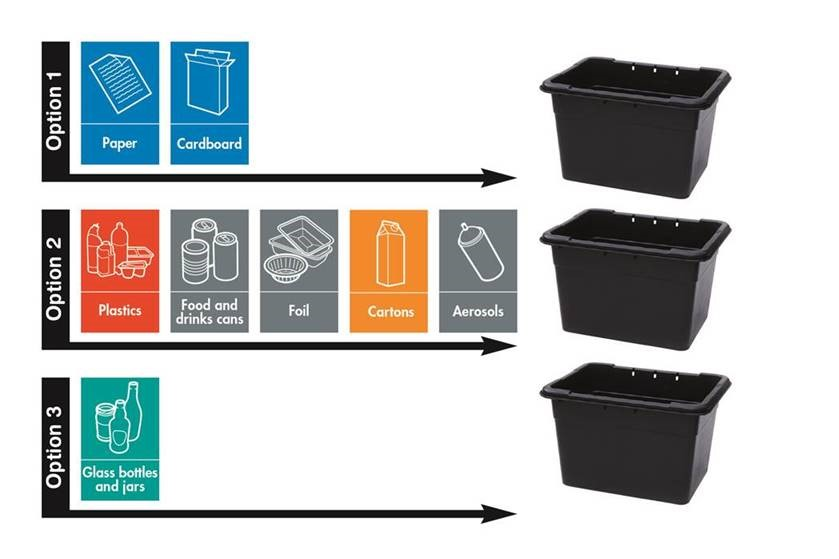 Option 1
Paper
Cardboard
Option 2
Plastics
Food and
drinks cans
Foil
Cartons
Aerosols
Option 3
Glass bottles
and jars